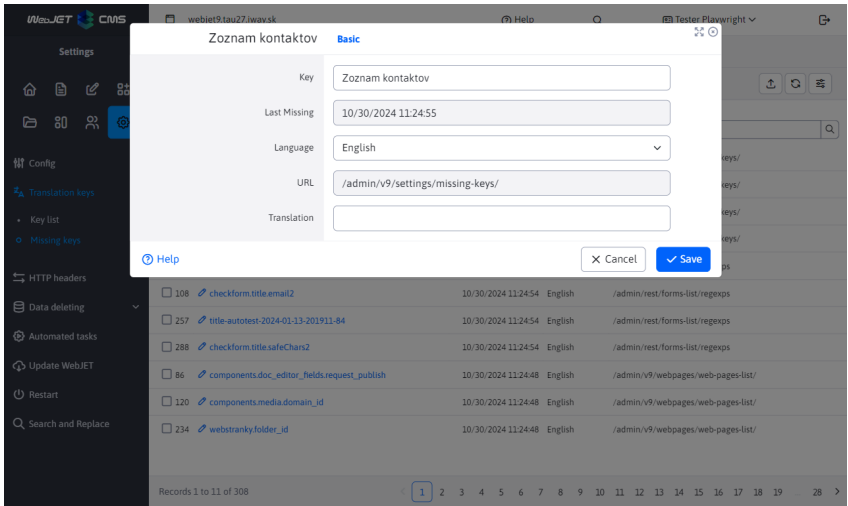 WebJET CMS
webjet9.tau27.iway.sk
Help
Tester Playwright
Settings
Zoznam kontaktov
Basic
Key
Zoznam kontaktov
Last Missing
10/30/2024 11:24:55
Language
English
URL
/admin/v9/settings/missing-keys/
Translation
Help
Cancel
Save
Config
Translation keys
Key list
Missing keys
HTTP headers
Data deleting
Automated tasks
Update WebJET
Restart
Search and Replace
keys/
keys/
keys/
keys/
ps
108 checkform.title.email2 10/30/2024 11:24:54 English /admin/rest/forms-list/regexps
257 title-autotest-2024-01-13-201911-84 10/30/2024 11:24:54 English /admin/rest/forms-list/regexps
288 checkform.title.safeChars2 10/30/2024 11:24:54 English /admin/rest/forms-list/regexps
86 components.doc_editor_fields.request_publish 10/30/2024 11:24:48 English /admin/v9/webpages/web-pages-list/
120 components.media.domain_id 10/30/2024 11:24:48 English /admin/v9/webpages/web-pages-list/
234 webstranky.folder_id 10/30/2024 11:24:48 English /admin/v9/webpages/web-pages-list/
Records 1 to 11 of 308
1 2 3 4 5 6 7 8 9 10 11 12 13 14 15 16 17 18 19 … 28